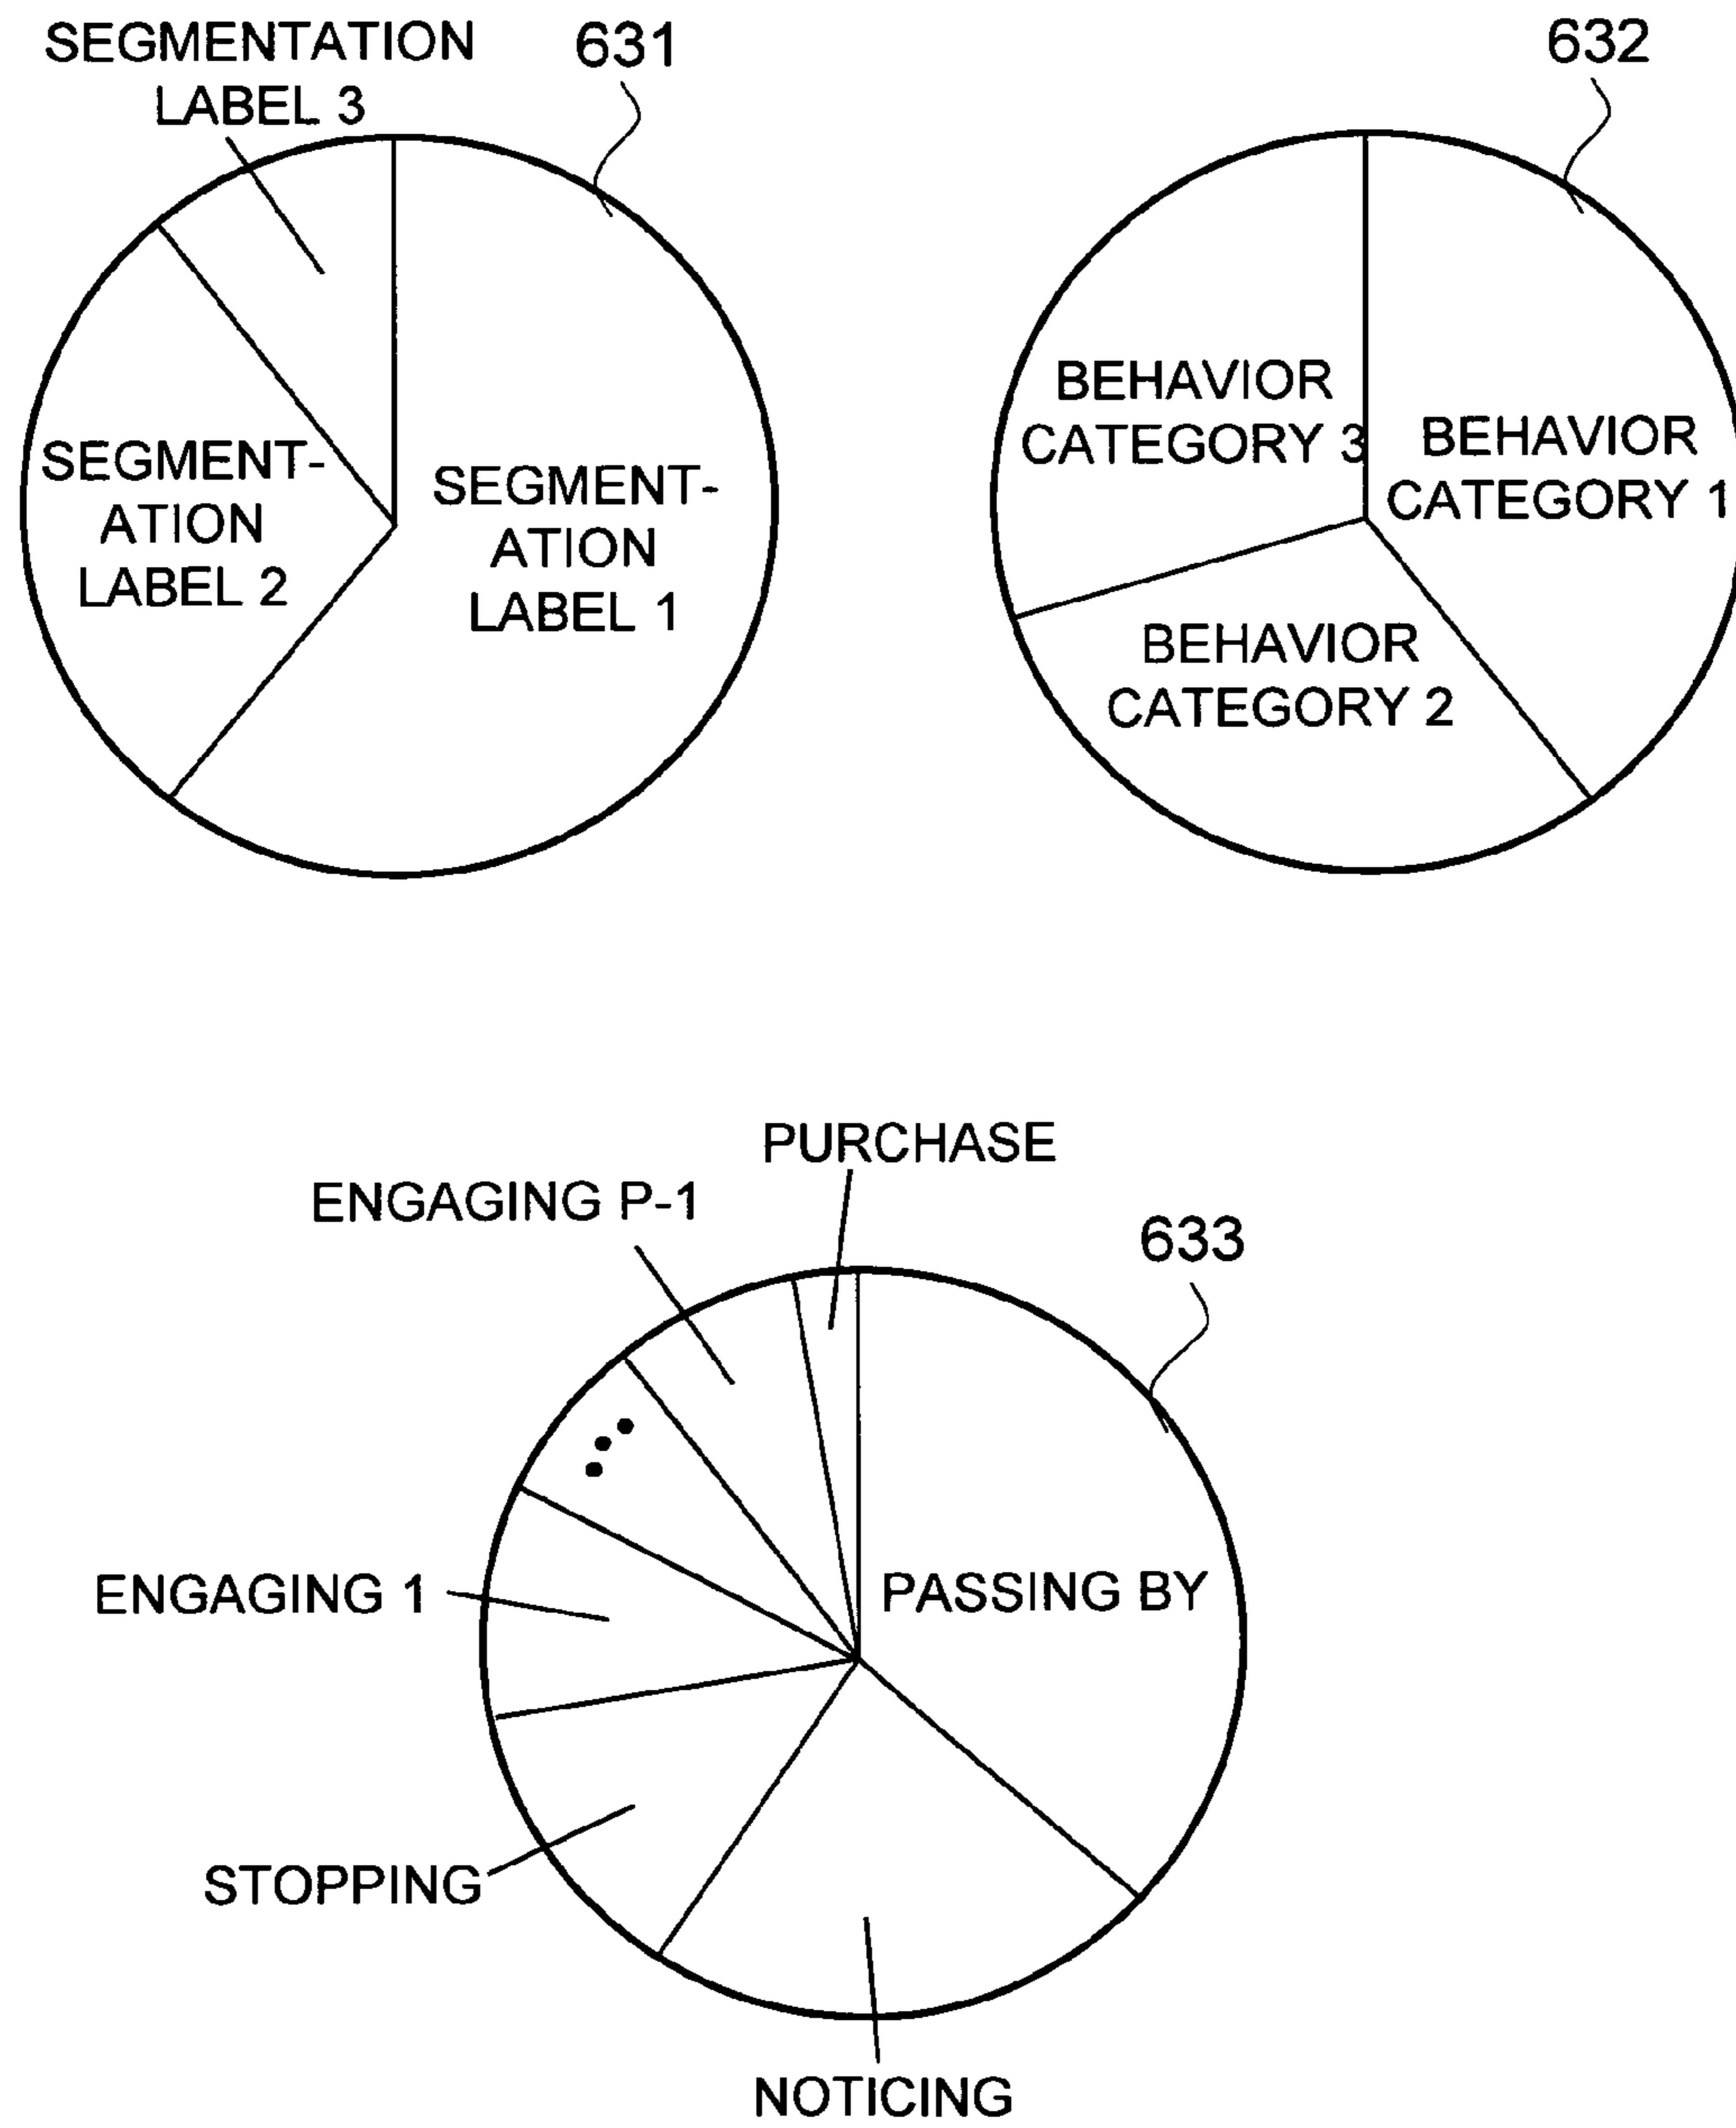 SEGMENTATION
LABEL 3
631
SEGMENT-
ATION
LABEL 2
SEGMENT-
ATION
LABEL 1
632
BEHAVIOR
CATEGORY 3
BEHAVIOR
CATEGORY 1
BEHAVIOR
CATEGORY 2
PURCHASE
ENGAGING P-1
633
PASSING BY
ENGAGING 1
STOPPING
NOTICING